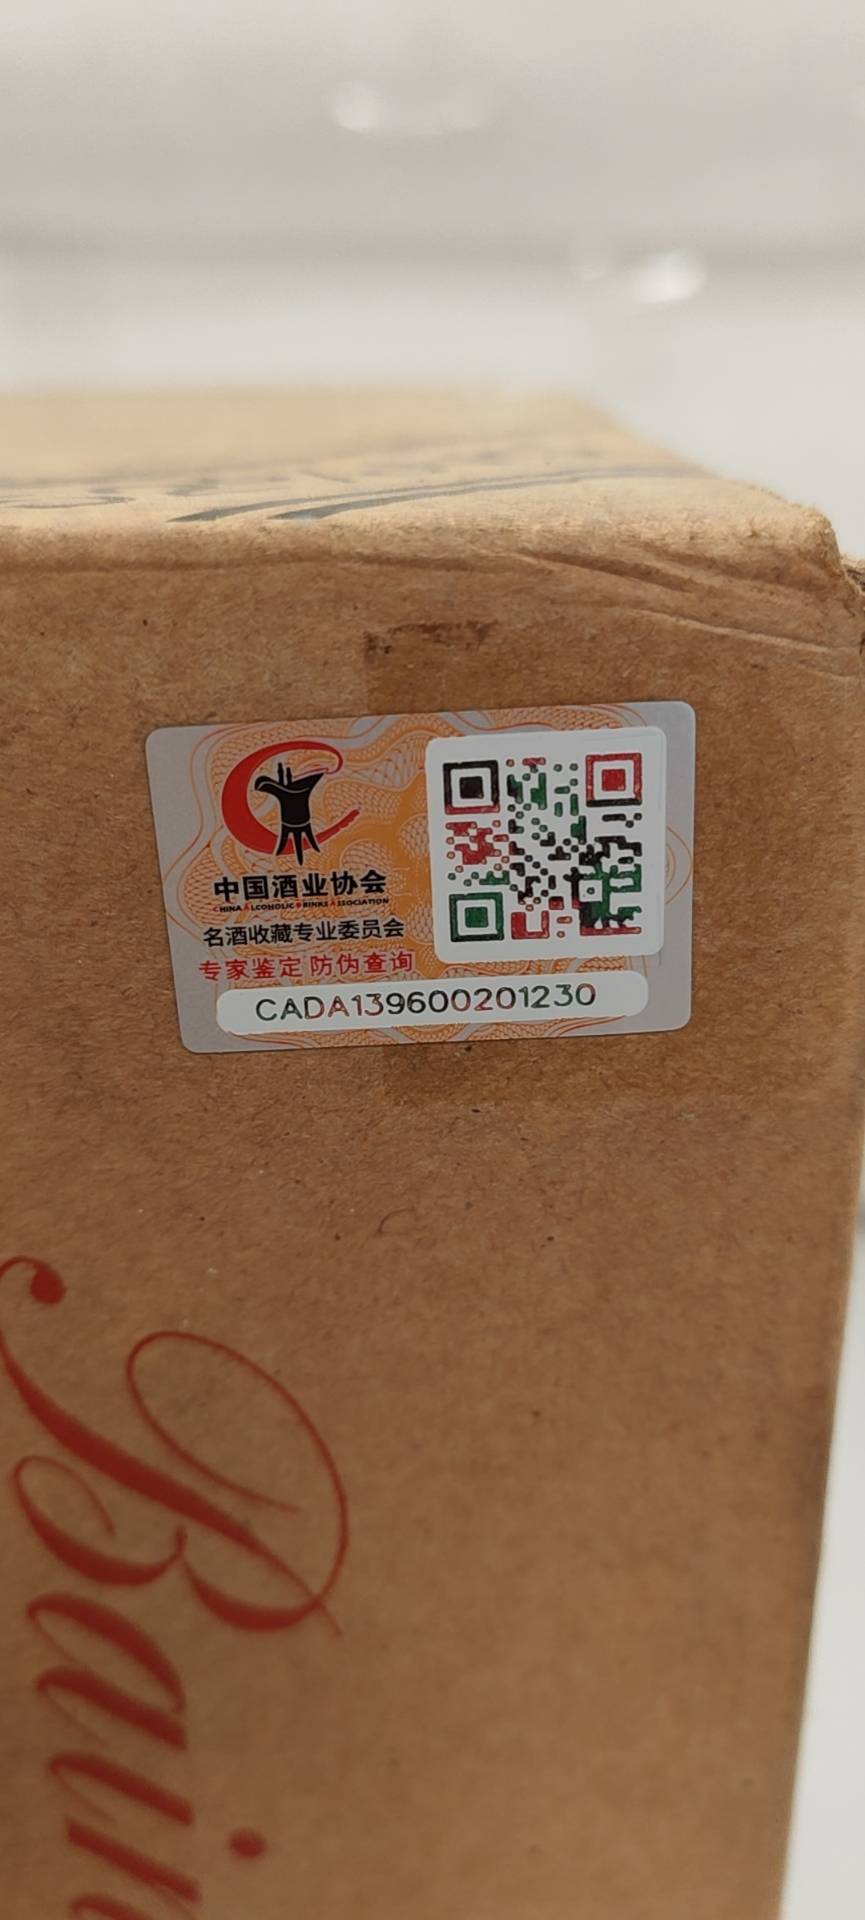 中国酒业协会
CHINA ALCOHOLIC DRINKS ASSOCIATION
名酒收藏专业委员会
专家鉴定 防伪查询
CADA139600201230